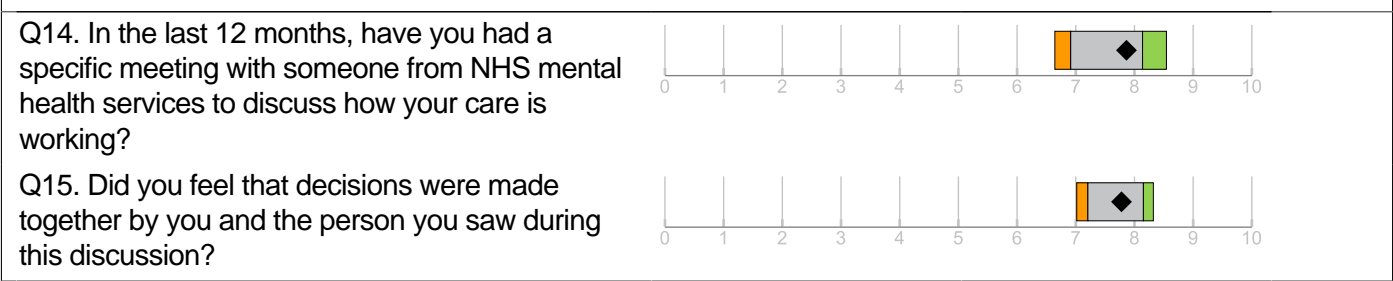 Q14. In the last 12 months, have you had a
specific meeting with someone from NHS mental
health services to discuss how your care is
working?
0 1 2 3 4 5 6 7 8 9 10
Q15. Did you feel that decisions were made
together by you and the person you saw during
this discussion?
0 1 2 3 4 5 6 7 8 9 10